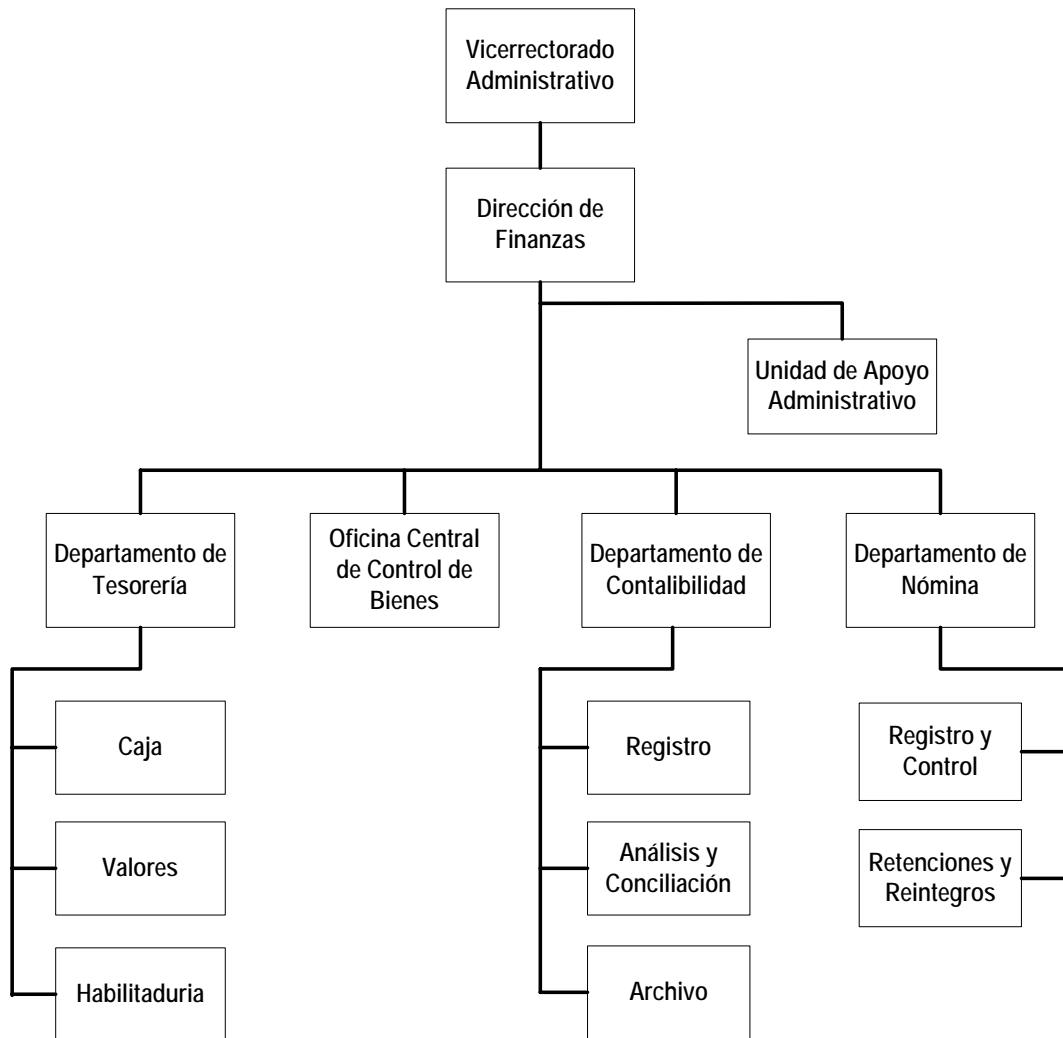 Vicerrectorado
Administrativo
Dirección de
Finanzas
Unidad de Apoyo
Administrativo
Departamento de
Tesorería
Oficina Central
de Control de
Bienes
Departamento de
Contalibilidad
Departamento de
Nómina
Caja
Valores
Habilitaduria
Registro
Análisis y
Conciliación
Archivo
Registro y
Control
Retenciones y
Reintegros